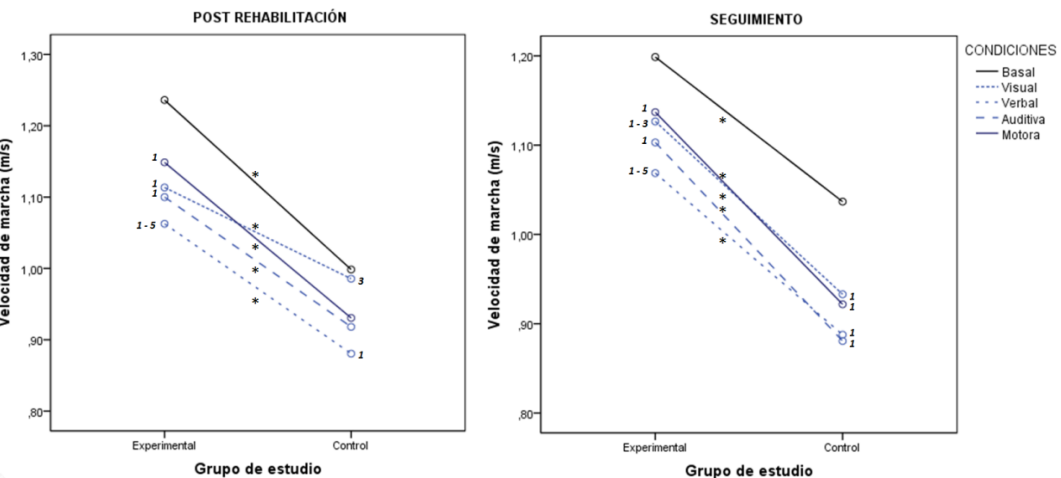 POST REHABILITACIÓN
Velocidad de marcha (m/s)
1,30
1,20
1,10
1,00
,90
,80
1
1
1
1-5
*
*
*
*
*
3
1
Experimental
Control
Grupo de estudio
SEGUIMIENTO
Velocidad de marcha (m/s)
1,20
1,10
1,00
,90
,80
1
1-3
1
1-5
*
*
*
*
*
1
1
1
1
Experimental
Control
Grupo de estudio
CONDICIONES
Basal
Visual
Verbal
Auditiva
Motora